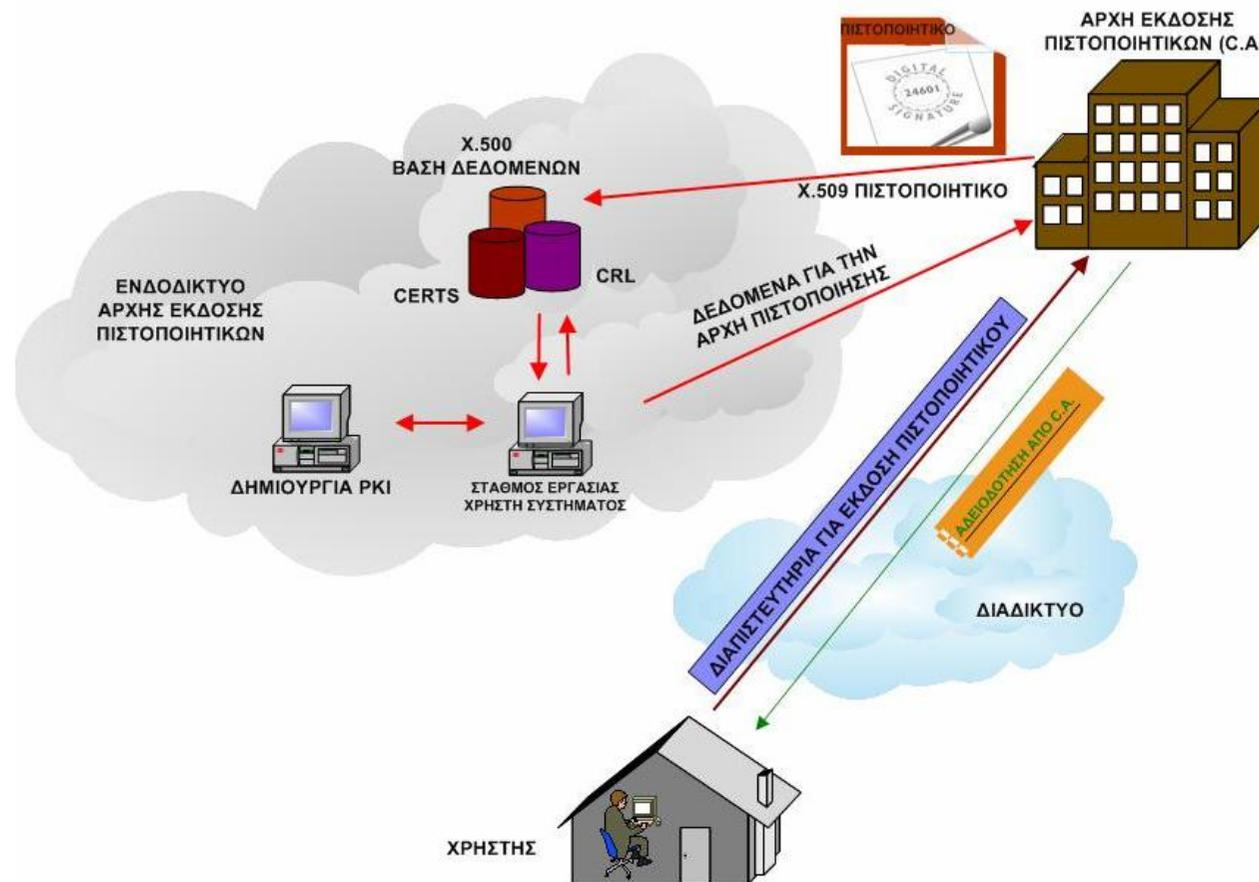 ΑΡΧΗ ΕΚΔΟΣΗΣ
ΠΙΣΤΟΠΟΙΗΤΙΚΩΝ (C.A
ΠΙΣΤΟΠΟΙΗΤΙΚΟ
DIGITAL
24601
SIGNATURE
X.500
ΒΑΣΗ ΔΕΔΟΜΕΝΩΝ
X.509 ΠΙΣΤΟΠΟΙΗΤΙΚΟ
CERTS
CRL
ΕΝΔΟΔΙΚΤΥΟ
ΑΡΧΗΣ ΕΚΔΟΣΗΣ
ΠΙΣΤΟΠΟΙΗΤΙΚΩΝ
ΔΕΔΟΜΕΝΑ ΓΙΑ ΤΗΝ
ΑΡΧΗ ΠΙΣΤΟΠΟΙΗΣΗΣ
ΔΗΜΙΟΥΡΓΙΑ PKI
ΣΤΑΘΜΟΣ ΕΡΓΑΣΙΑΣ
ΧΡΗΣΤΗ ΣΥΣΤΗΜΑΤΟΣ
ΔΙΑΠΙΣΤΕΥΤΗΡΙΑ ΓΙΑ ΕΚΔΟΣΗ ΠΙΣΤΟΠΟΙΗΤΙΚΟΥ
ΑΔΕΙΟΔΟΤΗΣΗ ΑΠΟ C.A.
ΔΙΑΔΙΚΤΥΟ
ΧΡΗΣΤΗΣ